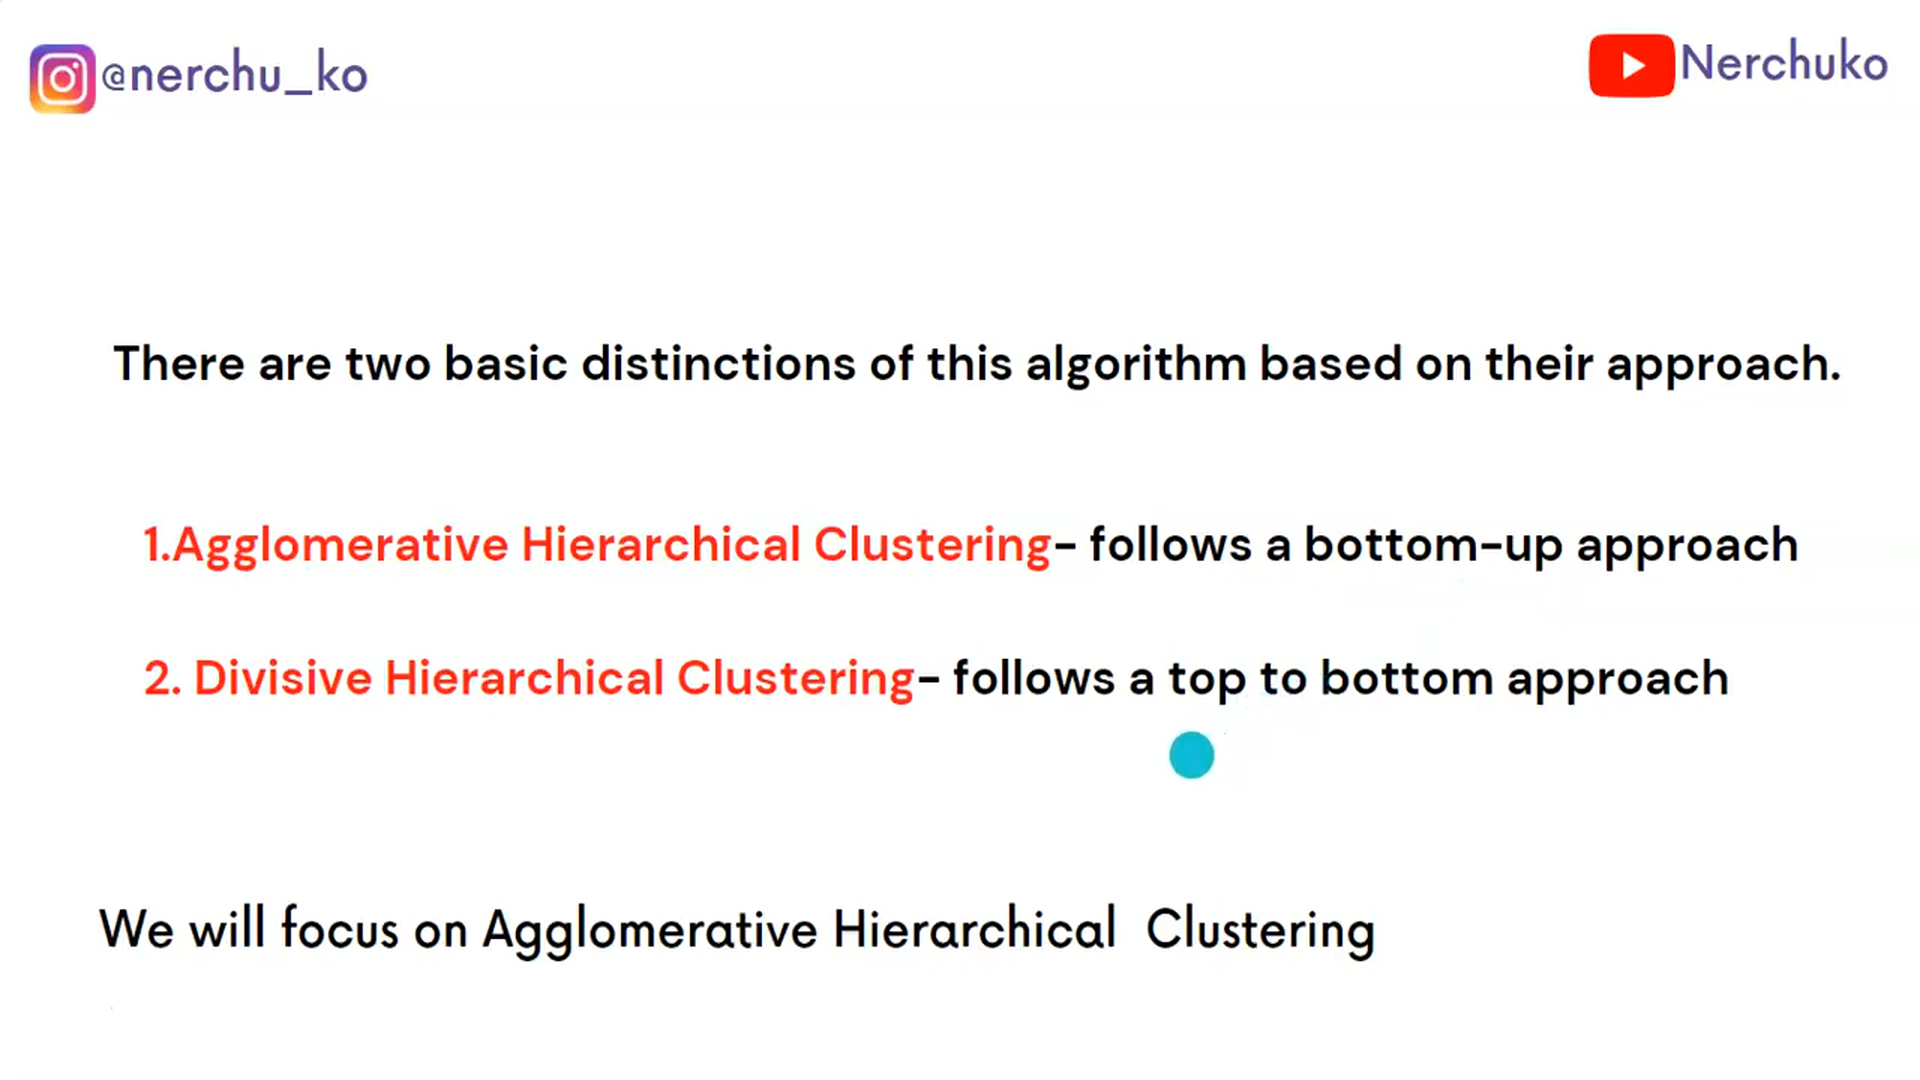 @nerchu_ko
Nerchuko
There are two basic distinctions of this algorithm based on their approach.
1.Agglomerative Hierarchical Clustering- follows a bottom-up approach
2. Divisive Hierarchical Clustering- follows a top to bottom approach
We will focus on Agglomerative Hierarchical Clustering